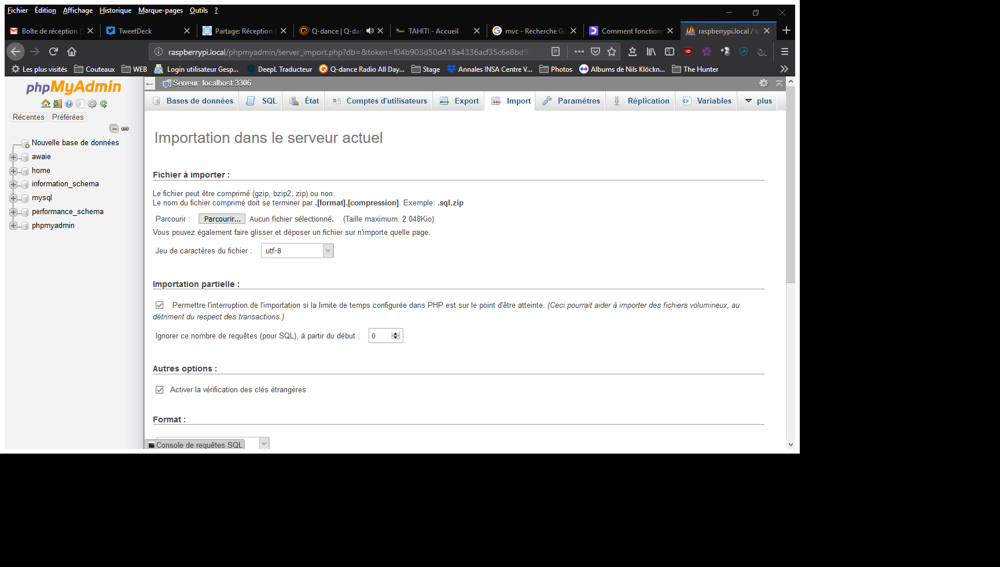 Fichier Édition Affichage Historique Marque-pages Outils ?
Boîte de réception (
TweetDeck
Partage: Réception
Q-dance | Q-dan
TAHITI - Accueil
mvc - Recherche Go
Comment fonction
raspberrypi.local /
raspberrypi.local/phpmyadmin/server_import.php?db=&token=f04b903d50d418a4336acf35c6e8bd9
Les plus visités Couteaux WEB Login utilisateur Gesp... DeepL Traducteur Q-dance Radio All Day... Stage Annales INSA Centre V... Photos Albums de Nils Klöckn... The Hunter
phpMyAdmin
Récentes Préférées
Nouvelle base de données
awaie
home
information_schema
mysql
performance_schema
phpmyadmin
Serveur: localhost:3306
Bases de données SQL État Comptes d'utilisateurs Export Import Paramètres Réplication Variables plus
Importation dans le serveur actuel
Fichier à importer :
Le fichier peut être comprimé (gzip, bzip2, zip) ou non.
Le nom du fichier comprimé doit se terminer par .[format].[compression]. Exemple: .sql.zip
Parcourir : Parcourir... Aucun fichier sélectionné. (Taille maximum: 2 048Kio)
Vous pouvez également faire glisser et déposer un fichier sur n'importe quelle page.
Jeu de caractères du fichier : utf-8
Importation partielle :
Permettre l'interruption de l'importation si la limite de temps configurée dans PHP est sur le point d'être atteinte. (Ceci pourrait aider à importer des fichiers volumineux, au
détriment du respect des transactions.)
Ignorer ce nombre de requêtes (pour SQL), à partir du début : 0
Autres options :
Activer la vérification des clés étrangères
Format :
Console de requêtes SQL